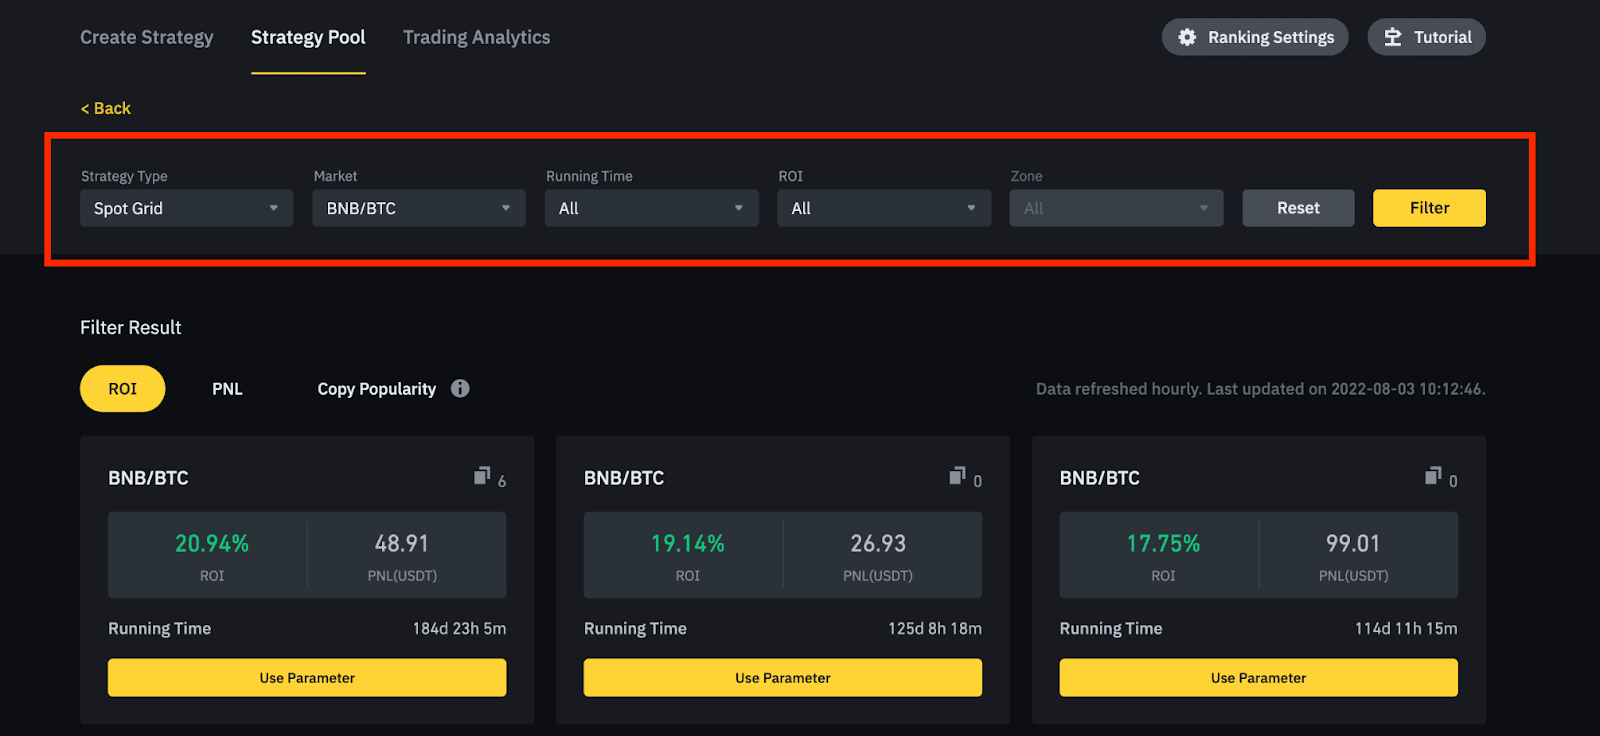 Create Strategy Strategy Pool Trading Analytics Ranking Settings Tutorial
< Back
Strategy Type Market Running Time ROI Zone
Spot Grid BNB/BTC All All All Reset Filter
Filter Result
ROI PNL Copy Popularity Data refreshed hourly. Last updated on 2022-08-03 10:12:46.
BNB/BTC 6 BNB/BTC 0 BNB/BTC 0
20.94% 48.91 19.14% 26.93 17.75% 99.01
ROI PNL(USDT) ROI PNL(USDT) ROI PNL(USDT)
Running Time 184d 23h 5m Running Time 125d 8h 18m Running Time 114d 11h 15m
Use Parameter Use Parameter Use Parameter